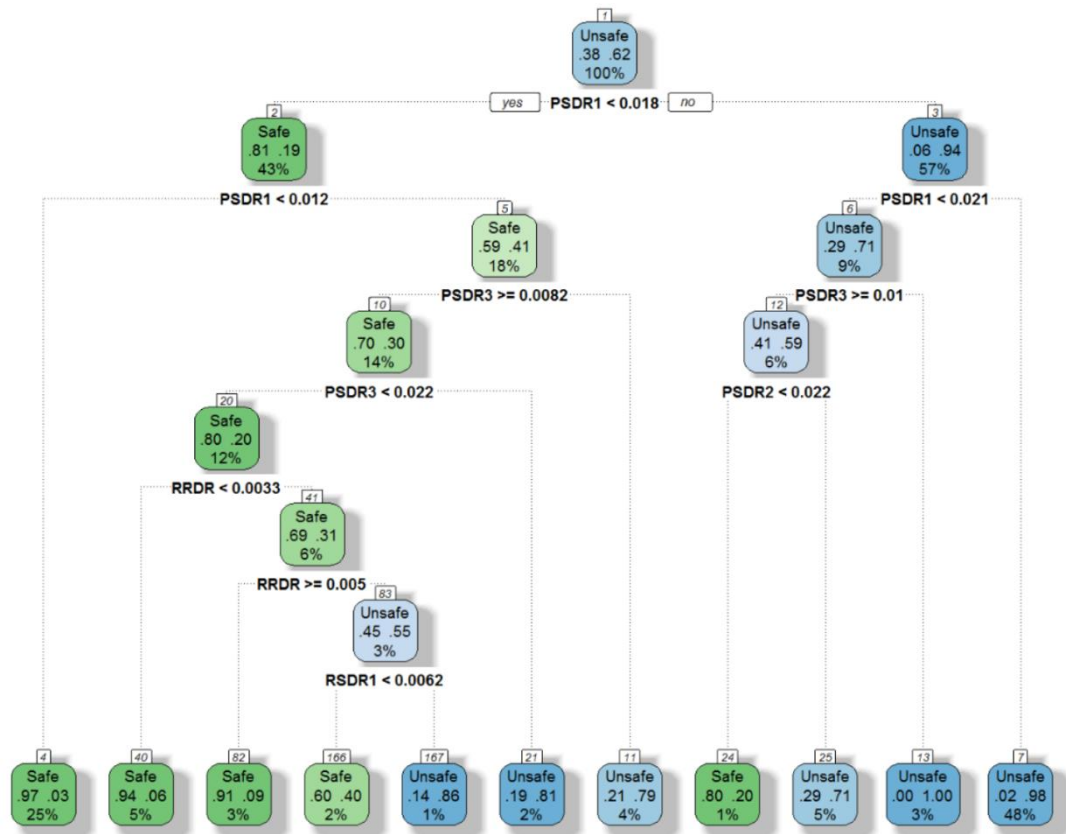 1
Unsafe
.38 .62
100%
yes PSDR1 < 0.018 no
2
Safe
.81 .19
43%
PSDR1 < 0.012
3
Unsafe
.06 .94
57%
PSDR1 < 0.021
5
Safe
.59 .41
18%
PSDR3 >= 0.0082
6
Unsafe
.29 .71
9%
PSDR3 >= 0.01
10
Safe
.70 .30
14%
PSDR3 < 0.022
12
Unsafe
.41 .59
6%
PSDR2 < 0.022
20
Safe
.80 .20
12%
RRDR < 0.0033
41
Safe
.69 .31
6%
RRDR >= 0.005
83
Unsafe
.45 .55
3%
RSDR1 < 0.0062
4
Safe
.97 .03
25%
40
Safe
.94 .06
5%
82
Safe
.91 .09
3%
166
Safe
.60 .40
2%
167
Unsafe
.14 .86
1%
21
Unsafe
.19 .81
2%
11
Unsafe
.21 .79
4%
24
Safe
.80 .20
1%
25
Unsafe
.29 .71
5%
13
Unsafe
.00 1.00
3%
7
Unsafe
.02 .98
48%